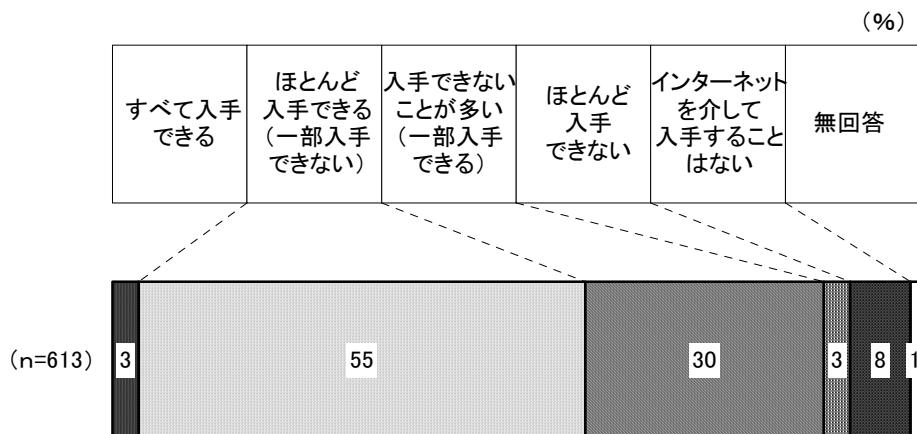 （％）
すべて入手
できる
ほとんど
入手できる
（一部入手
できない）
入手できない
ことが多い
（一部入手
できる）
ほとんど
入手
できない
インターネット
を介して
入手すること
はない
無回答
（n=613）
3
55
30
3
8
1